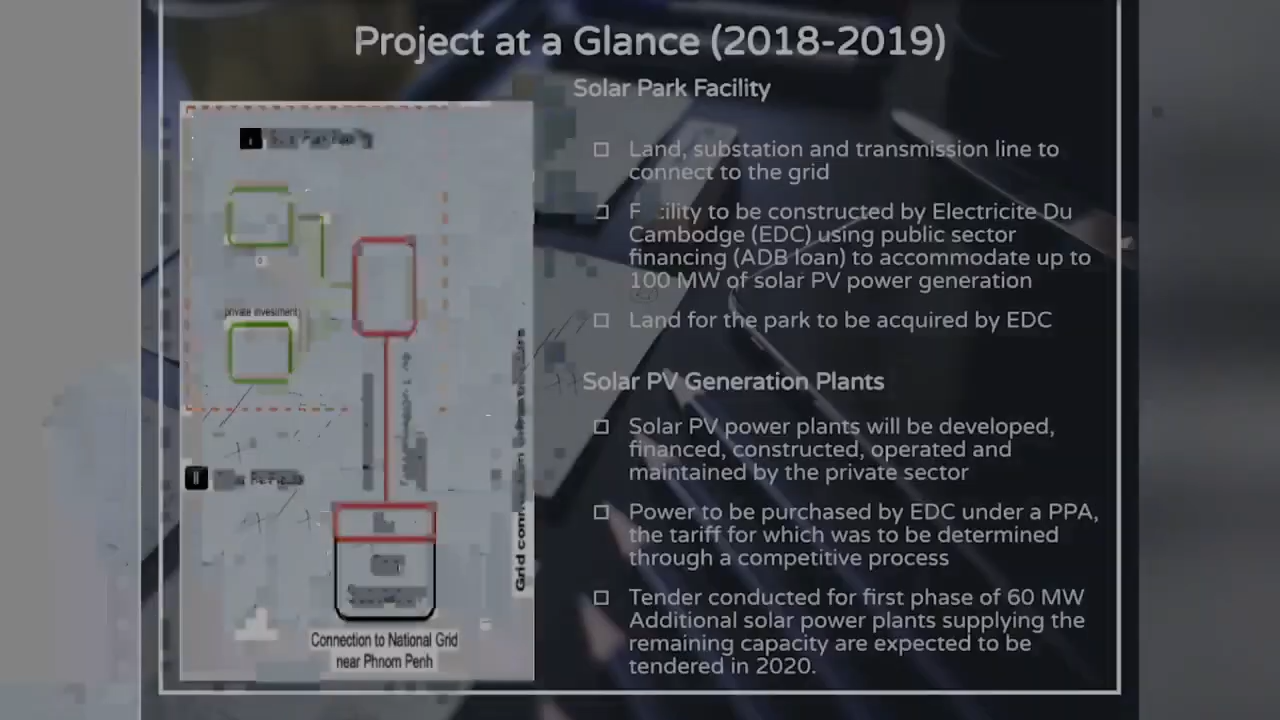 Project at a Glance (2018-2019)
Solar Park Facility
Land, substation and transmission line to
connect to the grid
F cility to be constructed by Electricite Du
Cambodge (EDC) using public sector
financing (ADB loan) to accommodate up to
100 MW of solar PV power generation
Land for the park to be acquired by EDC
Solar PV Generation Plants
Solar PV power plants will be developed,
financed, constructed, operated and
maintained by the private sector
Power to be purchased by EDC under a PPA,
the tariff for which was to be determined
through a competitive process
Tender conducted for first phase of 60 MW
Additional solar power plants supplying the
remaining capacity are expected to be
tendered in 2020.
I
private investment
II
Grid
Connection to National Grid
near Phnom Penh